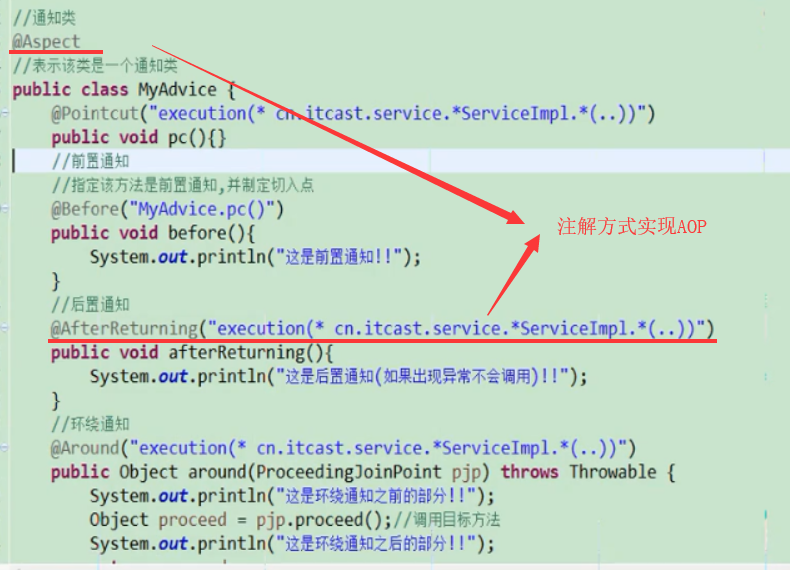 //通知类
@Aspect
//表示该类是一个通知类
public class MyAdvice {
@Pointcut("execution(* cn.itcast.service.*ServiceImpl.*(..))")
public void pc(){}
//前置通知
//指定该方法是前置通知,并制定切入点
@Before("MyAdvice.pc()")
public void before(){
注解方式实现AOP
System.out.println("这是前置通知!!");
}
//后置通知
@AfterReturning("execution(* cn.itcast.service.*ServiceImpl.*(..))")
public void afterReturning(){
System.out.println("这是后置通知(如果出现异常不会调用)!!");
}
//环绕通知
@Around("execution(* cn.itcast.service.*ServiceImpl.*(..))")
public Object around(ProceedingJoinPoint pjp) throws Throwable {
System.out.println("这是环绕通知之前的部分!!");
Object proceed = pjp.proceed();//调用目标方法
System.out.println("这是环绕通知之后的部分!!");